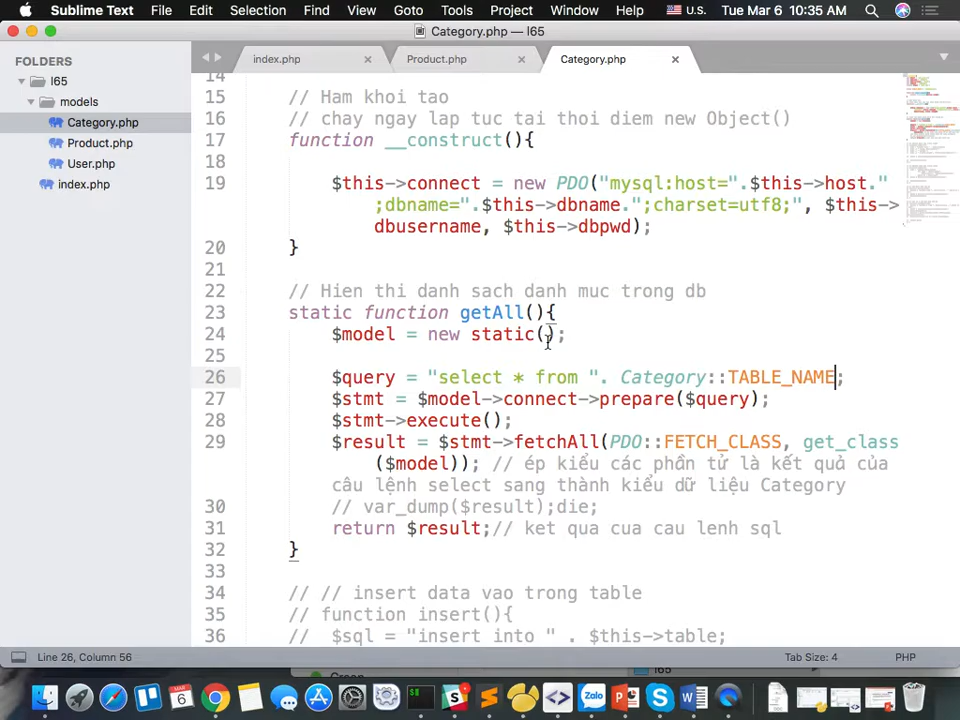 Sublime Text File Edit Selection Find View Goto Tools Project Window Help U.S. Tue Mar 6 10:35 AM
Category.php — l65
FOLDERS
l65
models
Category.php
Product.php
User.php
index.php
index.php Product.php Category.php
14
15 // Ham khoi tao
16 // chay ngay lap tuc tai thoi diem new Object()
17 function __construct(){
18
19 $this->connect = new PDO("mysql:host=".$this->host."
;dbname=".$this->dbname.";charset=utf8;", $this->
dbusername, $this->dbpwd);
20 }
21
22 // Hien thi danh sach danh muc trong db
23 static function getAll(){
24 $model = new static();
25
26 $query = "select * from ". Category::TABLE_NAME;
27 $stmt = $model->connect->prepare($query);
28 $stmt->execute();
29 $result = $stmt->fetchAll(PDO::FETCH_CLASS, get_class
($model)); // ép kiểu các phần tử là kết quả của
câu lệnh select sang thành kiểu dữ liệu Category
30 // var_dump($result);die;
31 return $result;// ket qua cua cau lenh sql
32 }
33
34 // // insert data vao trong table
35 // function insert(){
36 // $sql = "insert into " . $this->table;
Line 26, Column 56 Tab Size: 4 PHP
Green l65
Zalo